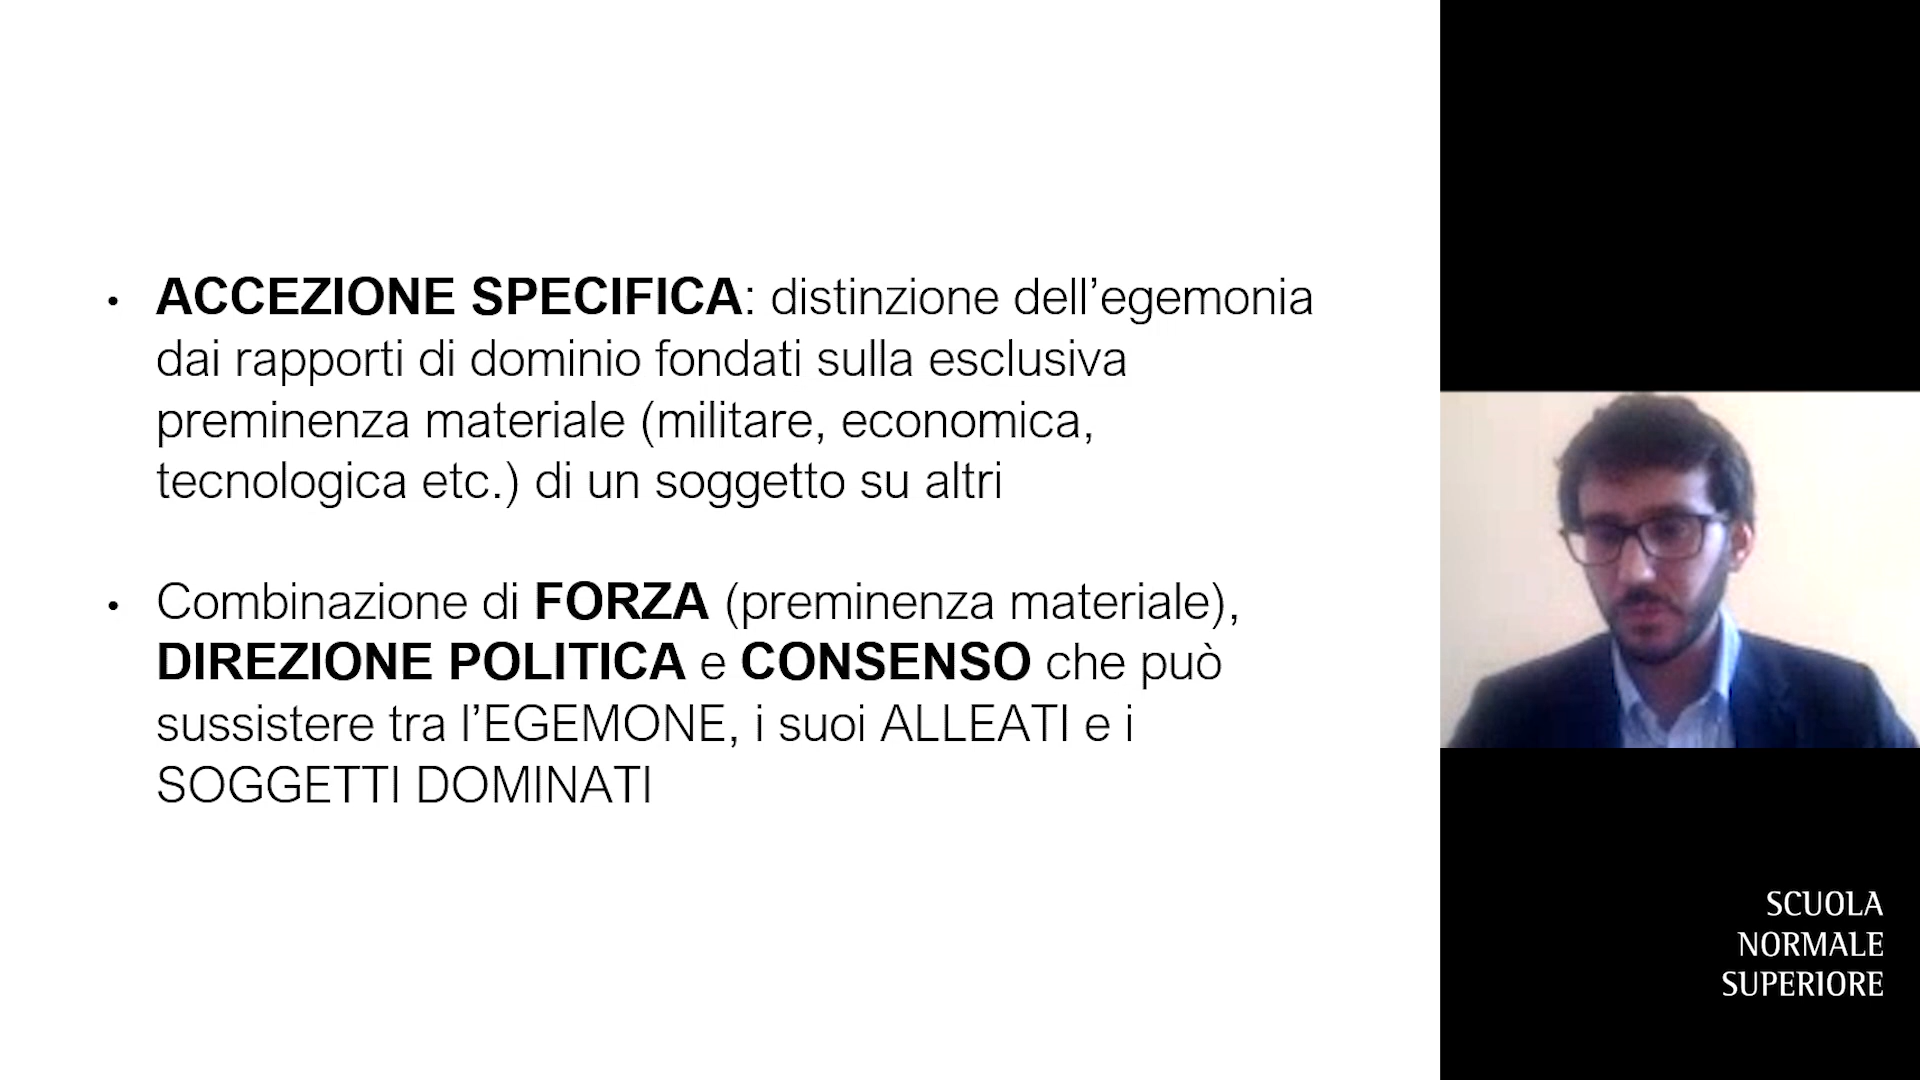 • ACCEZIONE SPECIFICA: distinzione dell’egemonia
dai rapporti di dominio fondati sulla esclusiva
preminenza materiale (militare, economica,
tecnologica etc.) di un soggetto su altri
• Combinazione di FORZA (preminenza materiale),
DIREZIONE POLITICA e CONSENSO che può
sussistere tra l’EGEMONE, i suoi ALLEATI e i
SOGGETTI DOMINATI
SCUOLA
NORMALE
SUPERIORE